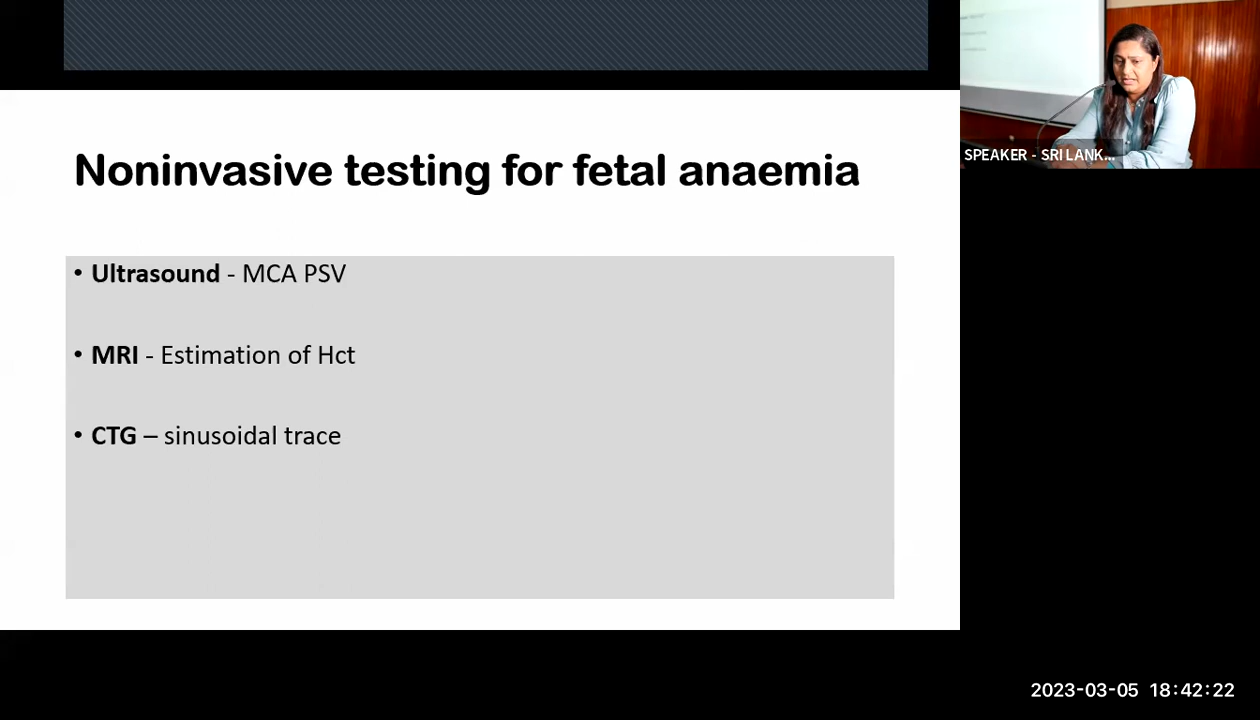 Noninvasive testing for fetal anaemia
• Ultrasound - MCA PSV
• MRI - Estimation of Hct
• CTG – sinusoidal trace
SPEAKER - SRI LANK...
2023-03-05 18:42:22